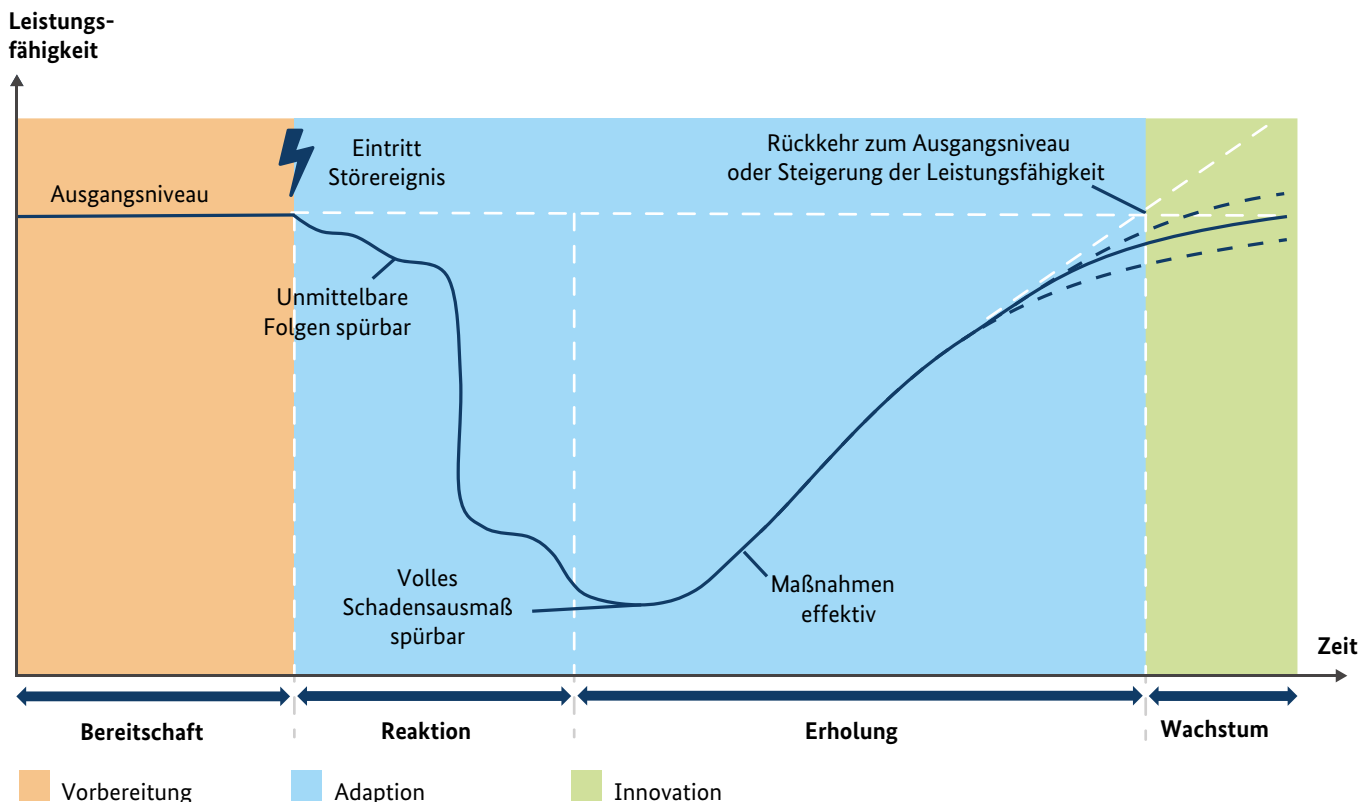 Leistungs-
fähigkeit
Eintritt
Störereignis
Rückkehr zum Ausgangsniveau
oder Steigerung der Leistungsfähigkeit
Ausgangsniveau
Unmittelbare
Folgen spürbar
Volles
Schadensausmaß
spürbar
Maßnahmen
effektiv
Zeit
Bereitschaft
Reaktion
Erholung
Wachstum
Vorbereitung
Adaption
Innovation